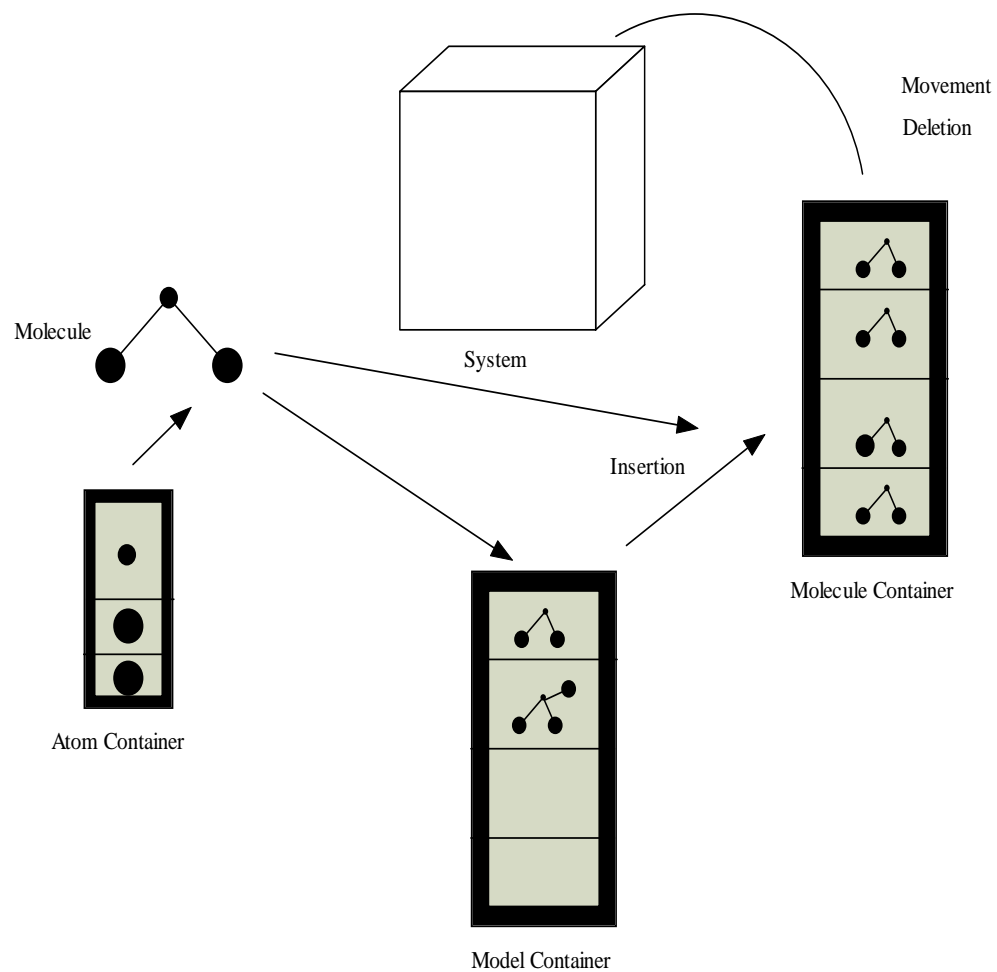 Movement
Deletion
Molecule
System
Insertion
Molecule Container
Atom Container
Model Container